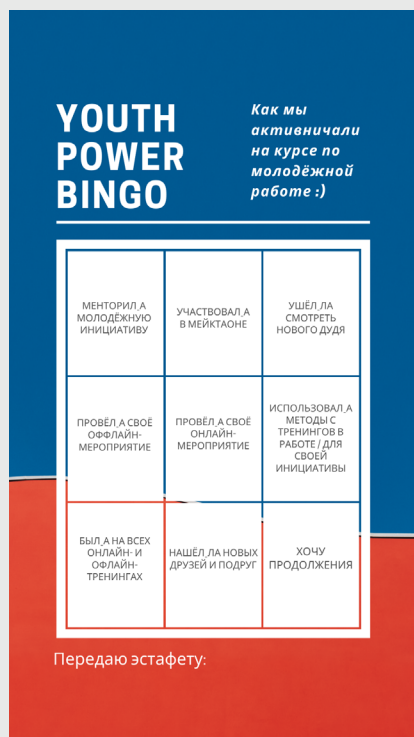 YOUTH
POWER
BINGO
Как мы
активничали
на курсе по
молодёжной
работе :)
МЕНТОРИЛ_А
МОЛОДЁЖНУЮ
ИНИЦИАТИВУ
УЧАСТВОВАЛ_А
В МЕЙКТАОНЕ
УШЁЛ_ЛА
СМОТРЕТЬ
НОВОГО ДУДЯ
ПРОВЁЛ_А СВОЁ
ОФФЛАЙН-
МЕРОПРИЯТИЕ
ПРОВЁЛ_А СВОЁ
ОНЛАЙН-
МЕРОПРИЯТИЕ
ИСПОЛЬЗОВАЛ_А
МЕТОДЫ С
ТРЕНИНГОВ В
РАБОТЕ / ДЛЯ
СВОЕЙ
ИНИЦИАТИВЫ
БЫЛ_А НА ВСЕХ
ОНЛАЙН- И
ОФЛАЙН-
ТРЕНИНГАХ
НАШЁЛ_ЛА НОВЫХ
ДРУЗЕЙ И ПОДРУГ
ХОЧУ
ПРОДОЛЖЕНИЯ
Передаю эстафету: